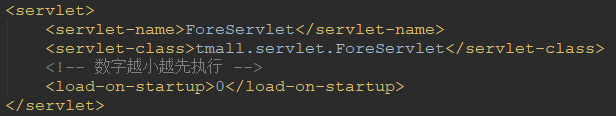 <servlet>
<servlet-name>ForeServlet</servlet-name>
<servlet-class>tmall.servlet.ForeServlet</servlet-class>
<!-- 数字越小越先执行 -->
<load-on-startup>0</load-on-startup>
</servlet>